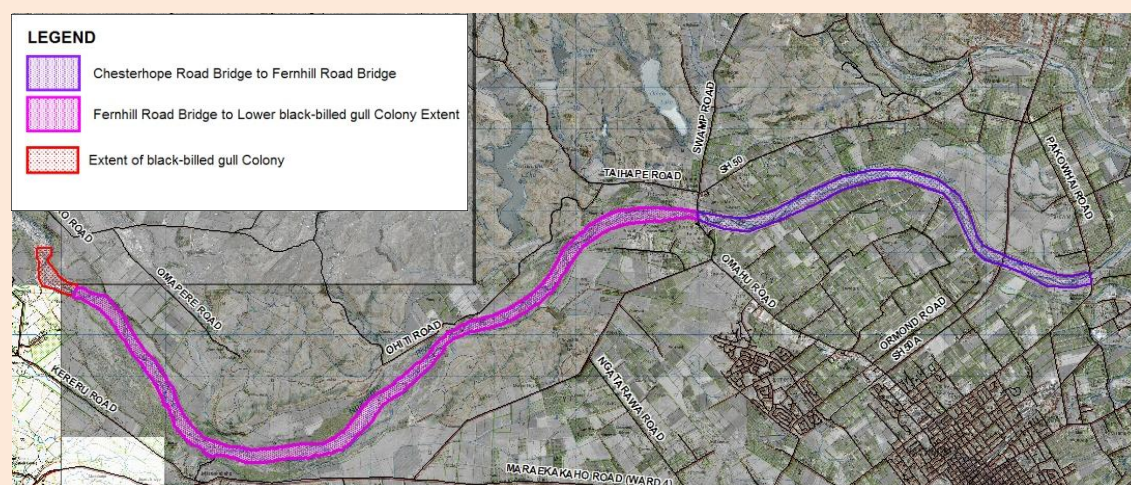 LEGEND
Chesterhope Road Bridge to Fernhill Road Bridge
Fernhill Road Bridge to Lower black-billed gull Colony Extent
Extent of black-billed gull Colony
SWAMP ROAD
SH 50
PAKOWHAI ROAD
TAIHAPE ROAD
ROAD
OMAPERE ROAD
OMAHU ROAD
OHITI ROAD
ORMOND ROAD
NGATARAWA ROAD
KERERU ROAD
MARAEKAKAHO ROAD (WARD 4)